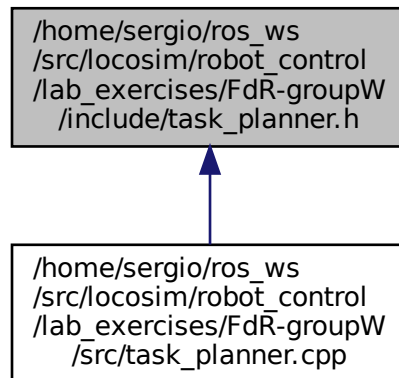 /home/sergio/ros_ws
/src/locosim/robot_control
/lab_exercises/FdR-groupW
/include/task_planner.h
/home/sergio/ros_ws
/src/locosim/robot_control
/lab_exercises/FdR-groupW
/src/task_planner.cpp